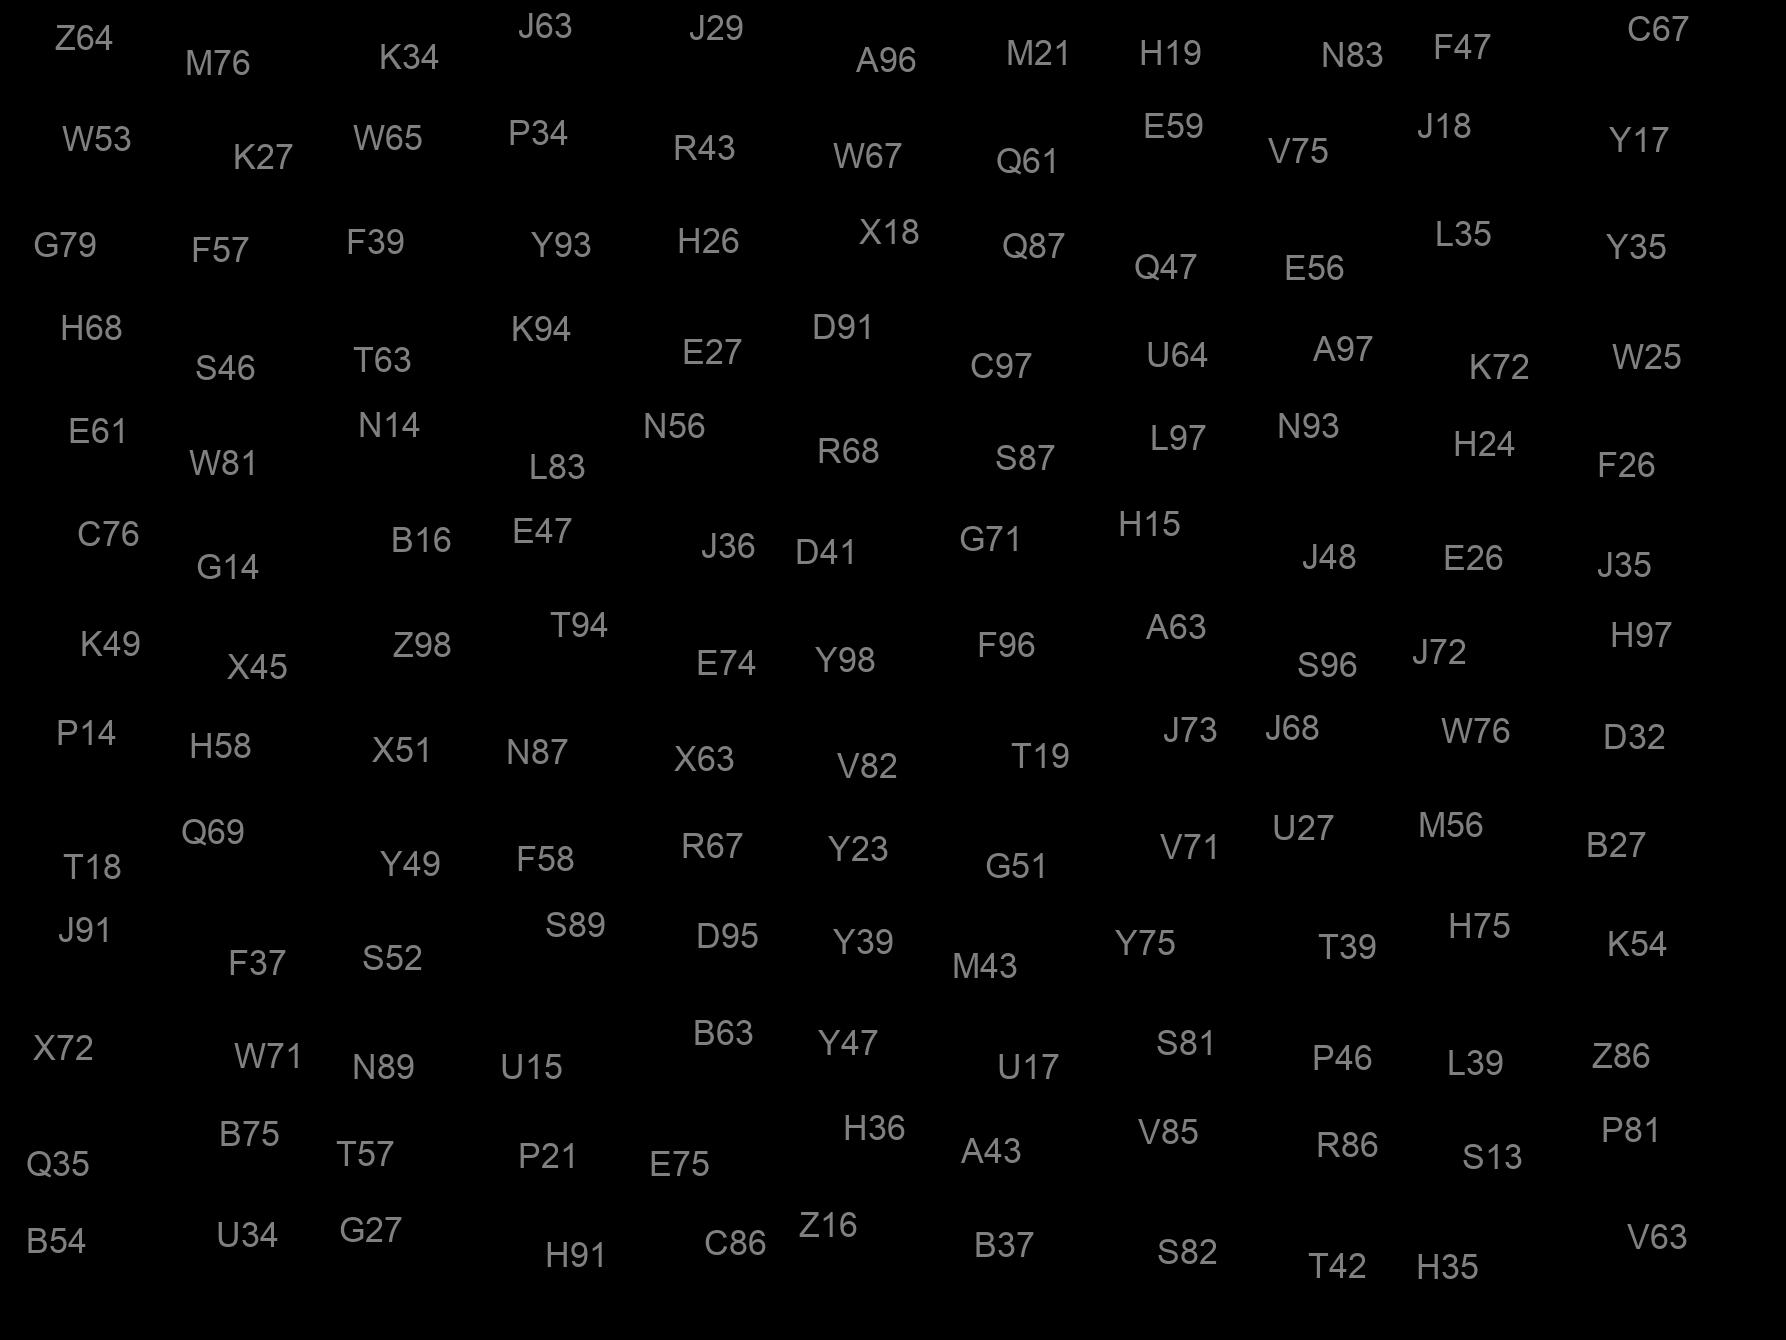 Z64 M76 K34 J63 J29 A96 M21 H19 N83 F47 C67
W53 K27 W65 P34 R43 W67 Q61 E59 V75 J18 Y17
G79 F57 F39 Y93 H26 X18 Q87 Q47 E56 L35 Y35
H68 S46 T63 K94 E27 D91 C97 U64 A97 K72 W25
E61 W81 N14 L83 N56 R68 S87 L97 N93 H24 F26
C76 G14 B16 E47 J36 D41 G71 H15 J48 E26 J35
K49 X45 Z98 T94 E74 Y98 F96 A63 S96 J72 H97
P14 H58 X51 N87 X63 V82 T19 J73 J68 W76 D32
T18 Q69 Y49 F58 R67 Y23 G51 V71 U27 M56 B27
J91 F37 S52 S89 D95 Y39 M43 Y75 T39 H75 K54
X72 W71 N89 U15 B63 Y47 U17 S81 P46 L39 Z86
Q35 B75 T57 P21 E75 H36 A43 V85 R86 S13 P81
B54 U34 G27 H91 C86 Z16 B37 S82 T42 H35 V63